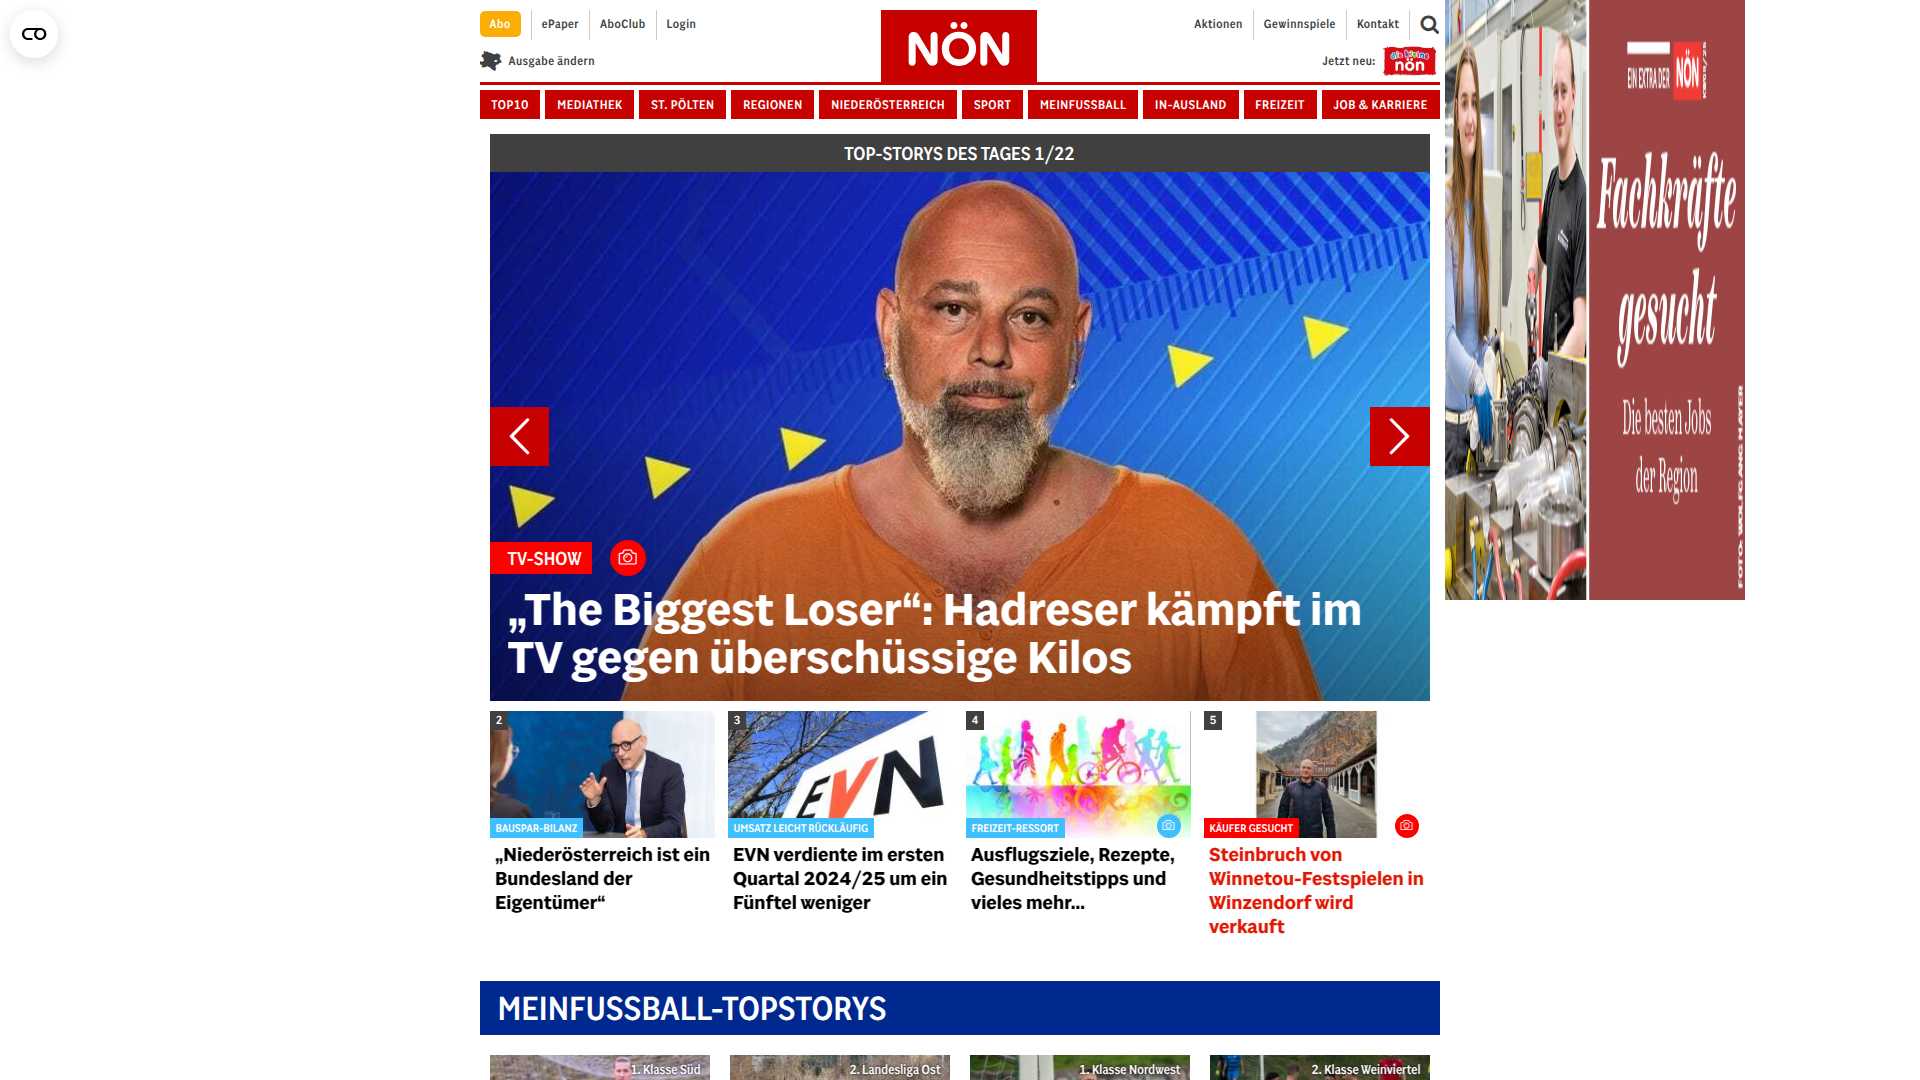 Abo
ePaper
AboClub
Login
NÖN
Aktionen
Gewinnspiele
Kontakt
Ausgabe ändern
Jetzt neu:
die kleine
nön
TOP10
MEDIATHEK
ST. PÖLTEN
REGIONEN
NIEDERÖSTERREICH
SPORT
MEINFUSSBALL
IN-AUSLAND
FREIZEIT
JOB & KARRIERE
TOP-STORYS DES TAGES 1/22
TV-SHOW
„The Biggest Loser“: Hadreser kämpft im
TV gegen überschüssige Kilos
EIN EXTRA DER
NÖN
Fachkräfte
gesucht
Die besten Jobs
der Region
FOTO: WOLFGANG MAYER
2
BAUSPAR-BILANZ
„Niederösterreich ist ein
Bundesland der
Eigentümer“
3
EVN
UMSATZ LEICHT RÜCKLÄUFIG
EVN verdiente im ersten
Quartal 2024/25 um ein
Fünftel weniger
4
FREIZEIT-RESSORT
Ausflugsziele, Rezepte,
Gesundheitstipps und
vieles mehr...
5
KÄUFER GESUCHT
Steinbruch von
Winnetou-Festspielen in
Winzendorf wird
verkauft
MEINFUSSBALL-TOPSTORYS
1. Klasse Süd
2. Landesliga Ost
1. Klasse Nordwest
2. Klasse Weinviertel